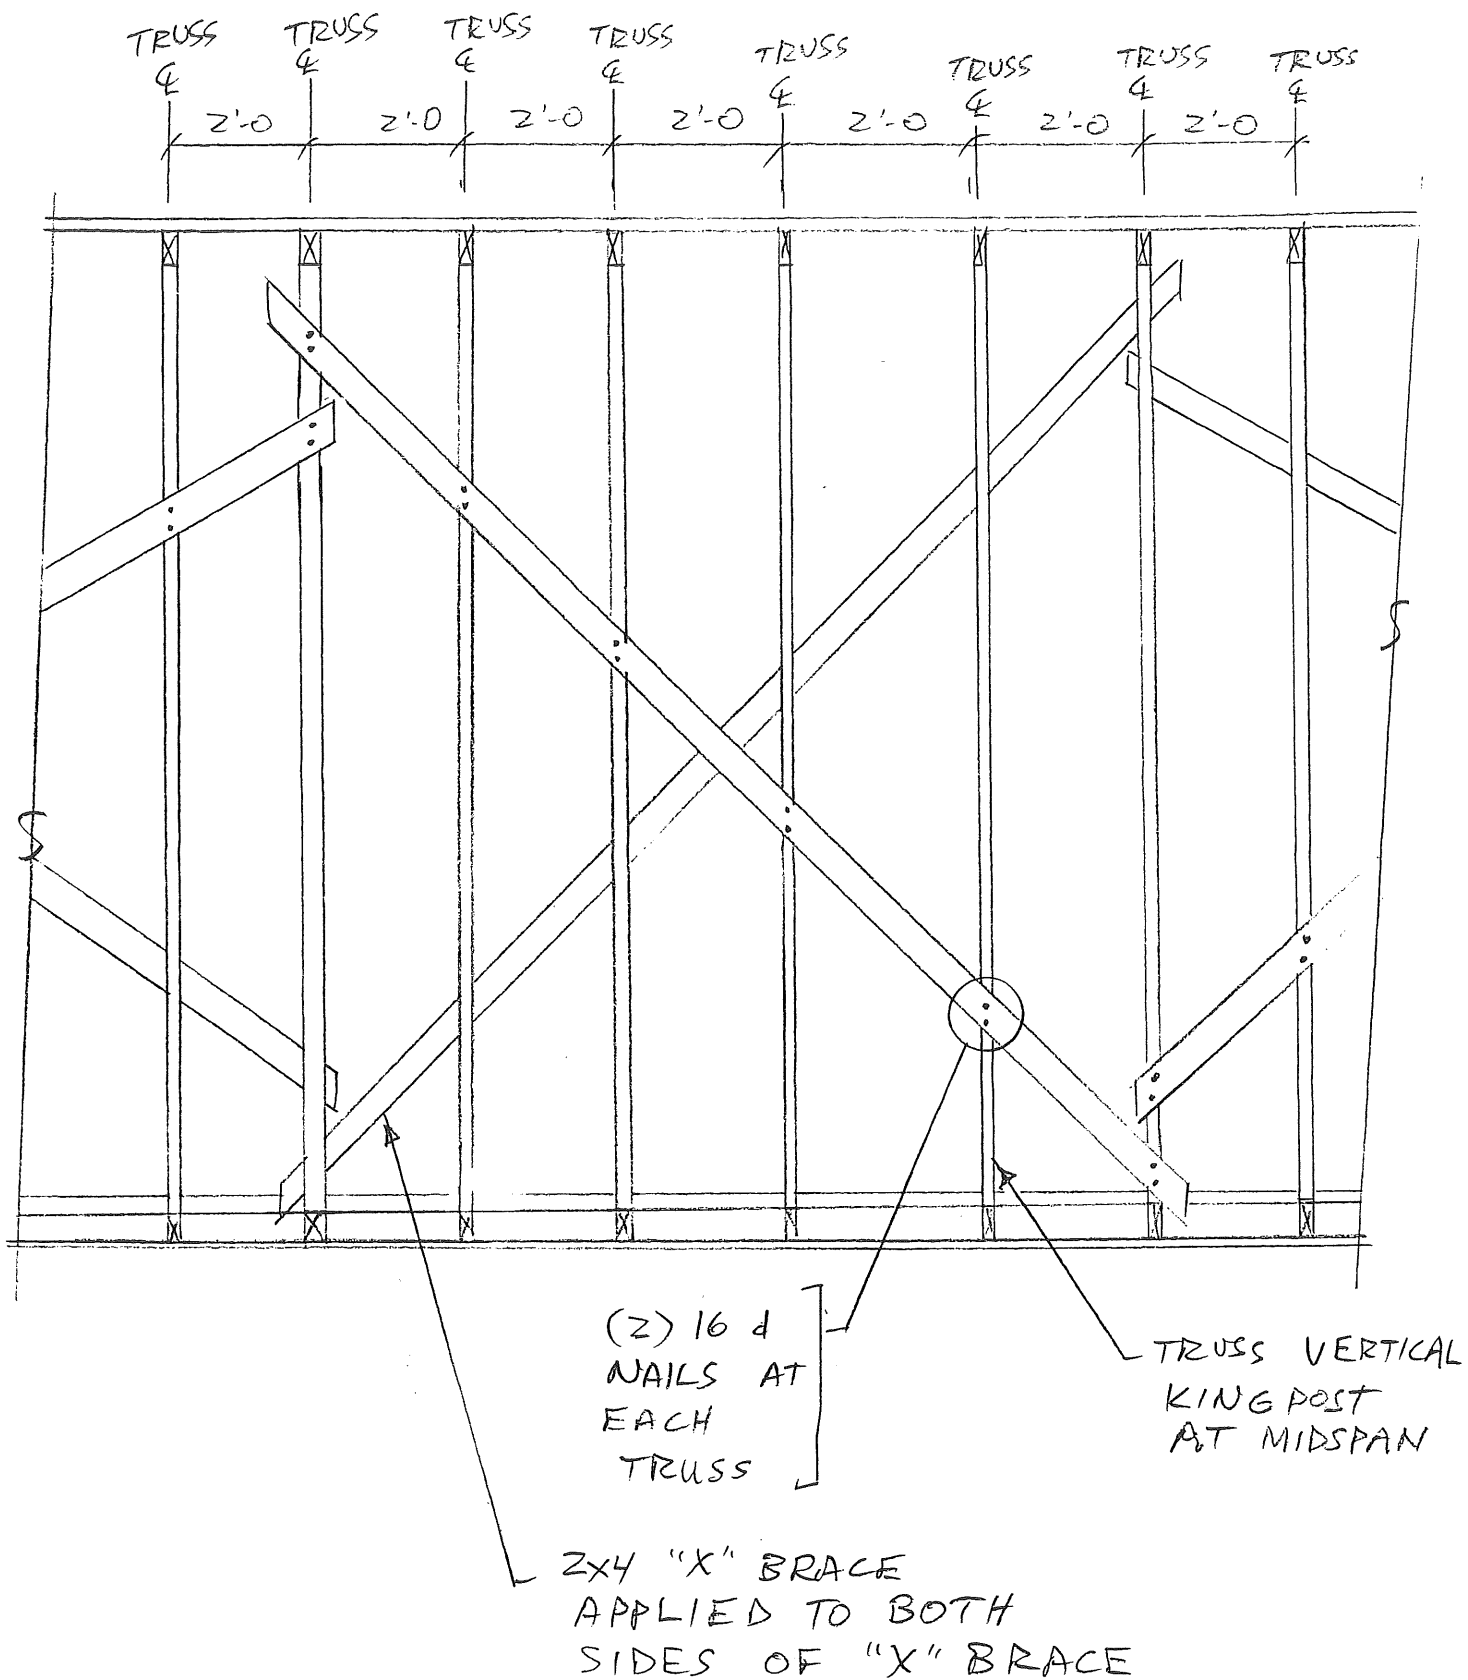 TRUSS TRUSS TRUSS TRUSS TRUSS TRUSS TRUSS TRUSS
℄ ℄ ℄ ℄ ℄ ℄ ℄ ℄
2'-0 2'-0 2'-0 2'-0 2'-0 2'-0 2'-0
(2) 16 d
NAILS AT
EACH
TRUSS
TRUSS VERTICAL
KINGPOST
AT MIDSPAN
2x4 "X" BRACE
APPLIED TO BOTH
SIDES OF "X" BRACE